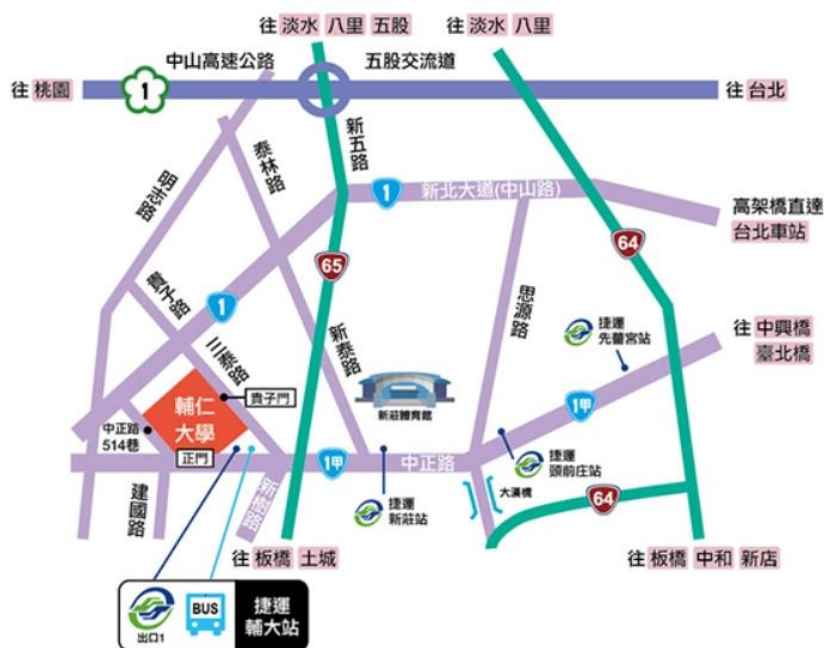 往 淡水 八里 五股
往 淡水 八里
中山高速公路
五股交流道
往 桃園
1
往 台北
新五路
泰林路
明志路
1
新北大道(中山路)
高架橋直達
台北車站
65
64
貴子路
1
思源路
捷運
先嗇宮站
往 中興橋
臺北橋
三泰路
新泰路
貴子門
輔仁
大學
新莊體育館
1甲
中正路
514巷
正門
1甲
中正路
捷運
頭前庄站
大漢橋
建國路
新樹路
捷運
新莊站
64
往 板橋 土城
往 板橋 中和 新店
出口1
BUS
捷運
輔大站